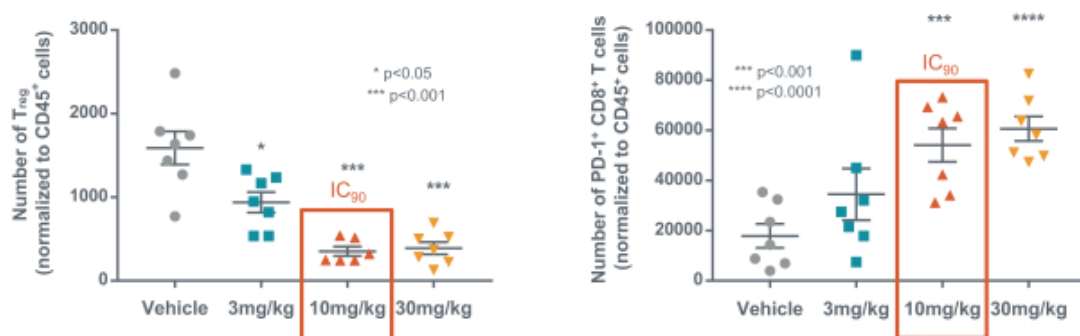 Number of Treg
(normalized to CD45+ cells)
3000
2000
1000
0
* p<0.05
*** p<0.001
*
***
IC90
***
Vehicle
3mg/kg
10mg/kg
30mg/kg
Number of PD-1+ CD8+ T cells
(normalized to CD45+ cells)
100000
80000
60000
40000
20000
0
*** p<0.001
**** p<0.0001
***
IC90
****
Vehicle
3mg/kg
10mg/kg
30mg/kg